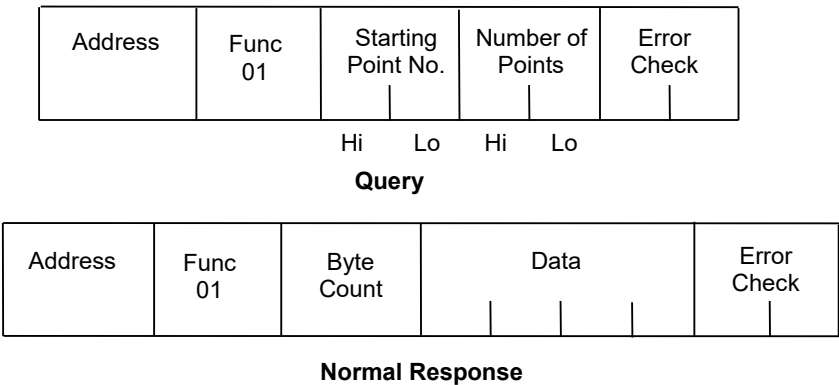 Address Func Starting Number of Error
01 Point No. Points Check
Hi Lo Hi Lo
Query
Address Func Byte Data Error
01 Count Check
Normal Response